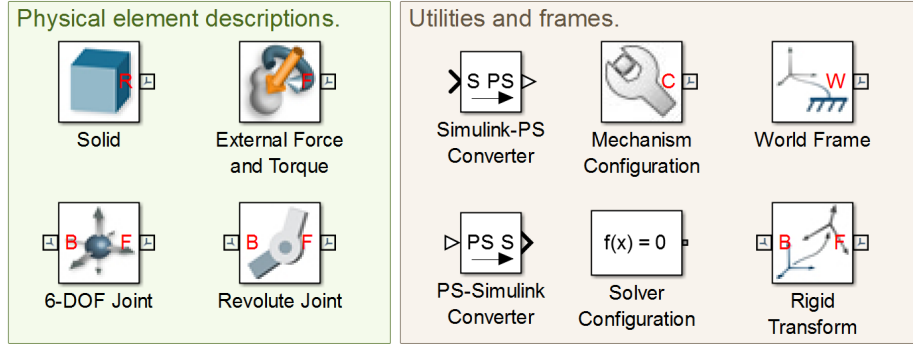 Physical element descriptions.
Utilities and frames.
R
F
S PS
C
W
Solid
External Force
and Torque
Simulink-PS
Converter
Mechanism
Configuration
World Frame
B
F
B
F
PS S
f(x) = 0
B
F
6-DOF Joint
Revolute Joint
PS-Simulink
Converter
Solver
Configuration
Rigid
Transform